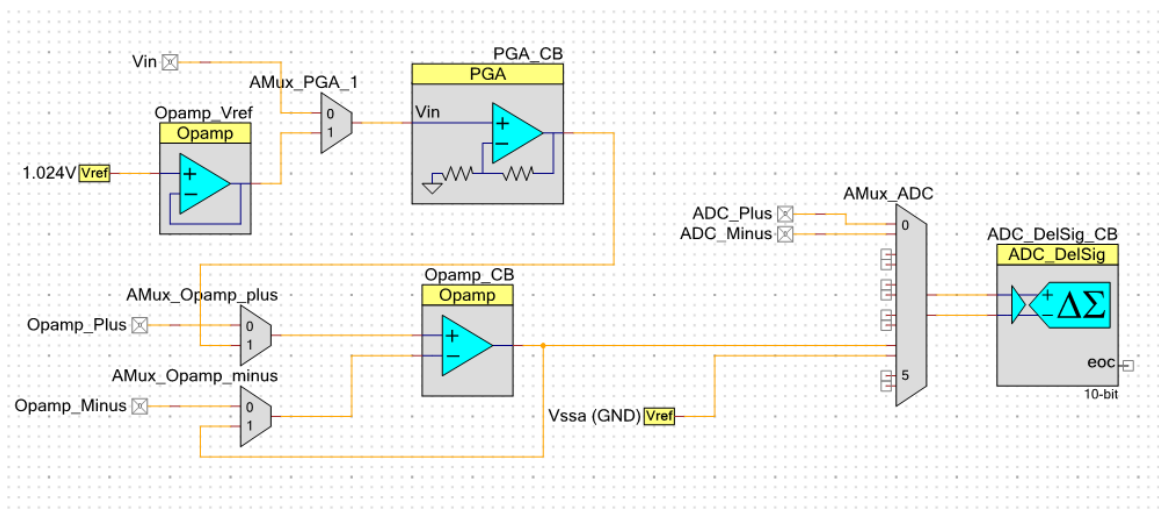 PGA_CB
PGA
Vin
AMux_PGA_1
Vin
0
1
+
−
Opamp_Vref
Opamp
1.024V
Vref
+
−
AMux_ADC
ADC_Plus
ADC_Minus
0
5
ADC_DelSig_CB
ADC_DelSig
+
−
ΔΣ
eoc
10-bit
Opamp_CB
Opamp
+
−
AMux_Opamp_plus
Opamp_Plus
0
1
AMux_Opamp_minus
Opamp_Minus
0
1
Vssa (GND)
Vref